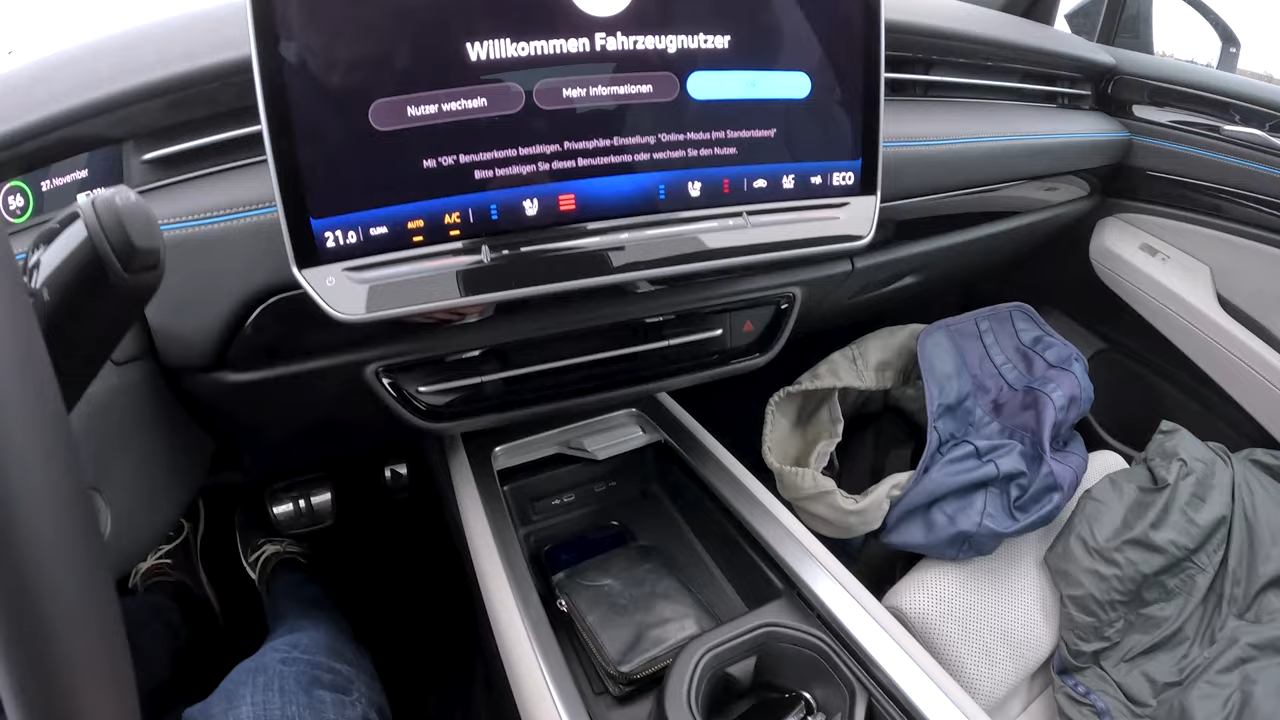 Willkommen Fahrzeugnutzer
Nutzer wechseln
Mehr Informationen
Mit "OK" Benutzerkonto bestätigen, Privatsphäre-Einstellung: "Online-Modus (mit Standortdaten)"
Bitte bestätigen Sie dieses Benutzerkonto oder wechseln Sie den Nutzer.
56
27. November
21.0
CLIMA
AUTO
A/C
A/C
ECO